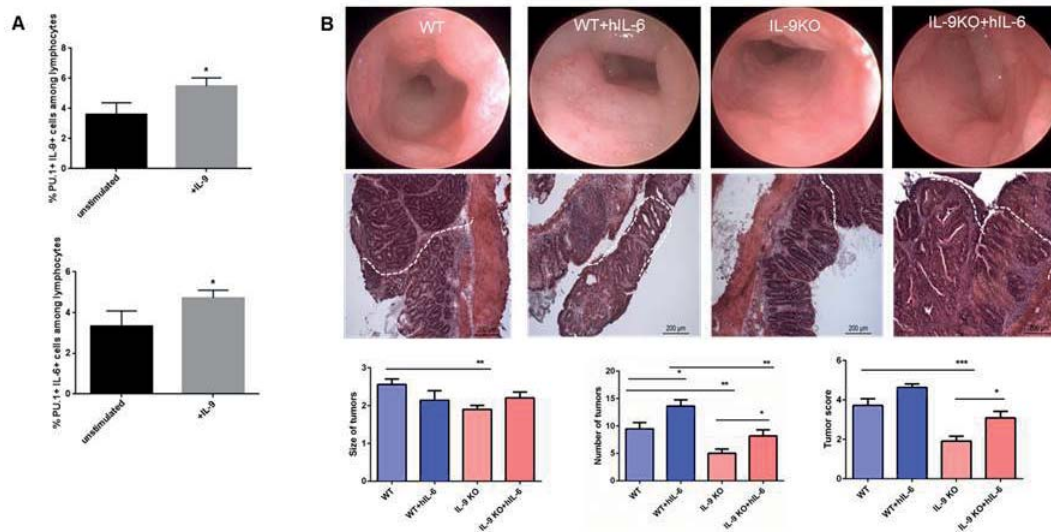 A
% PU.1+ IL-9+ cells among lymphocytes
8
6
4
2
0
*
unstimulated
+IL-9
% PU.1+ IL-6+ cells among lymphocytes
6
4
2
0
*
unstimulated
+IL-9
B
WT
WT+hIL-6
IL-9KO
IL-9KO+hIL-6
200 µm
200 µm
200 µm
200 µm
Size of tumors
3
2
1
0
**
WT
WT+hIL-6
IL-9 KO
IL-9 KO+hIL-6
Number of tumors
20
15
10
5
0
**
*
**
*
WT
WT+hIL-6
IL-9 KO
IL-9 KO+hIL-6
Tumor score
6
4
2
0
***
*
WT
WT+hIL-6
IL-9 KO
IL-9 KO+hIL-6